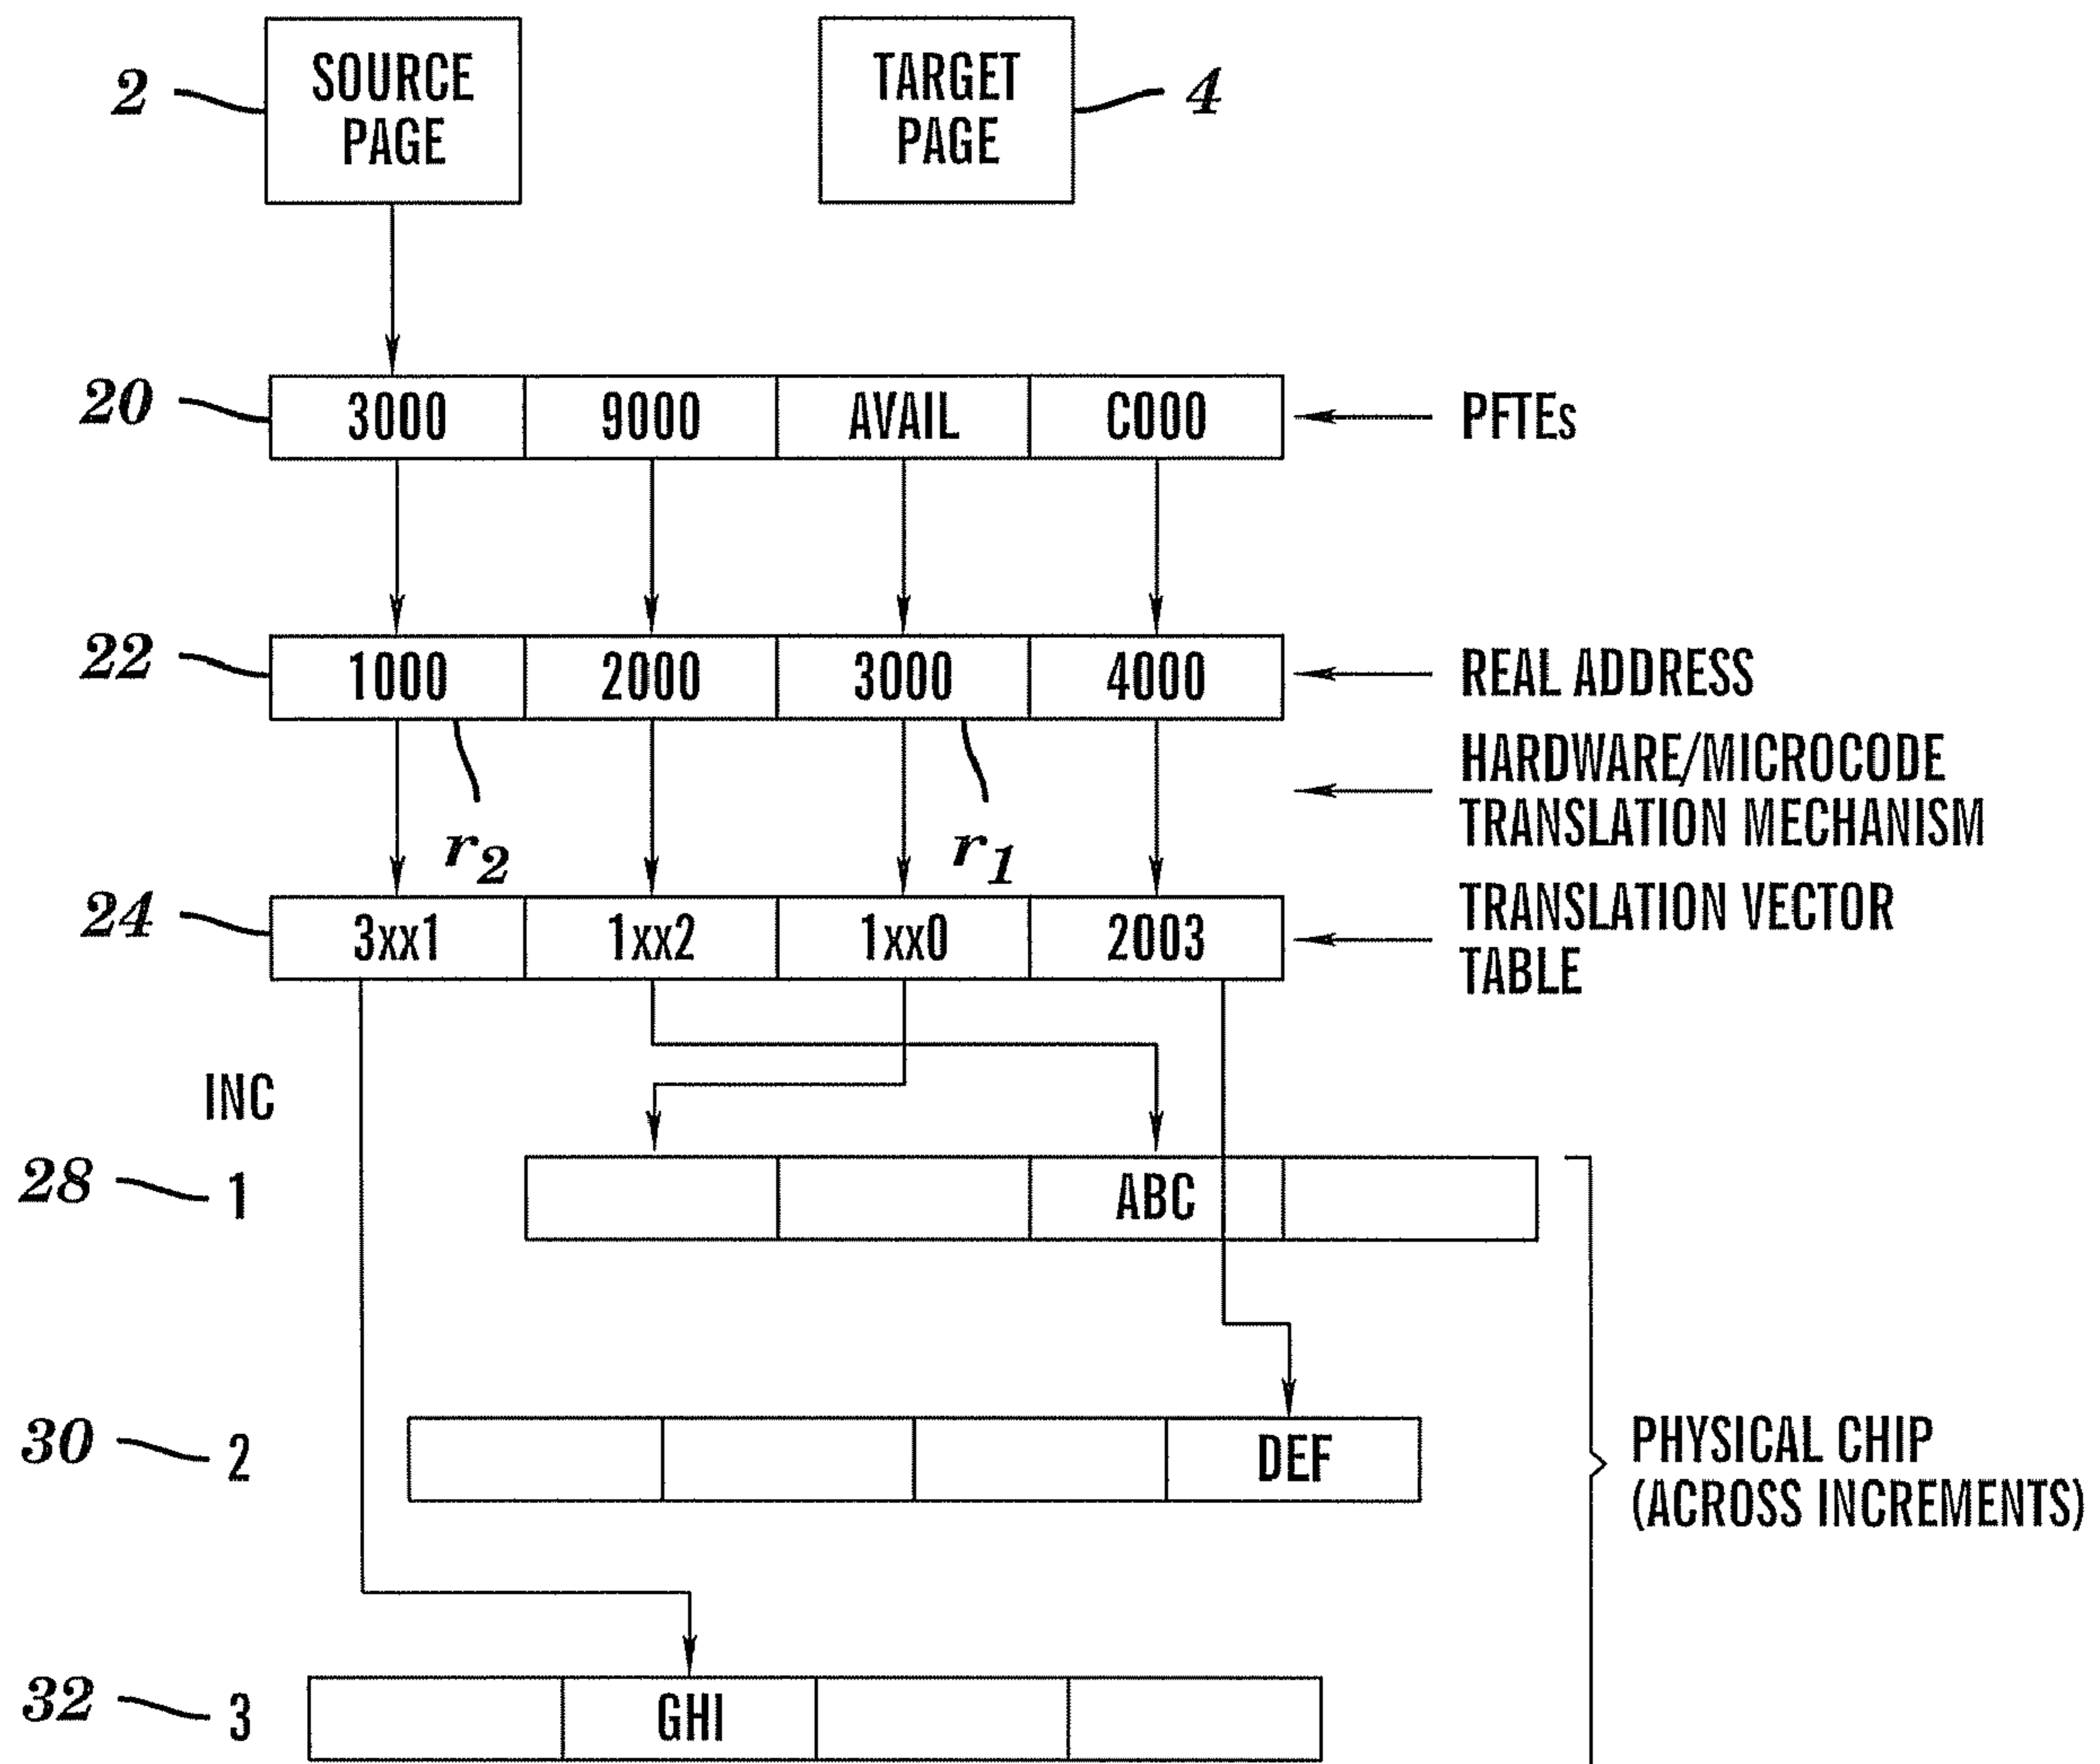 2
SOURCE
PAGE
TARGET
PAGE
4
20
3000
9000
AVAIL
C000
PFTEs
22
1000
2000
3000
4000
REAL ADDRESS
HARDWARE/MICROCODE
TRANSLATION MECHANISM
r2
r1
24
3xx1
1xx2
1xx0
2003
TRANSLATION VECTOR
TABLE
INC
28
1
ABC
30
2
DEF
PHYSICAL CHIP
(ACROSS INCREMENTS)
32
3
GHI